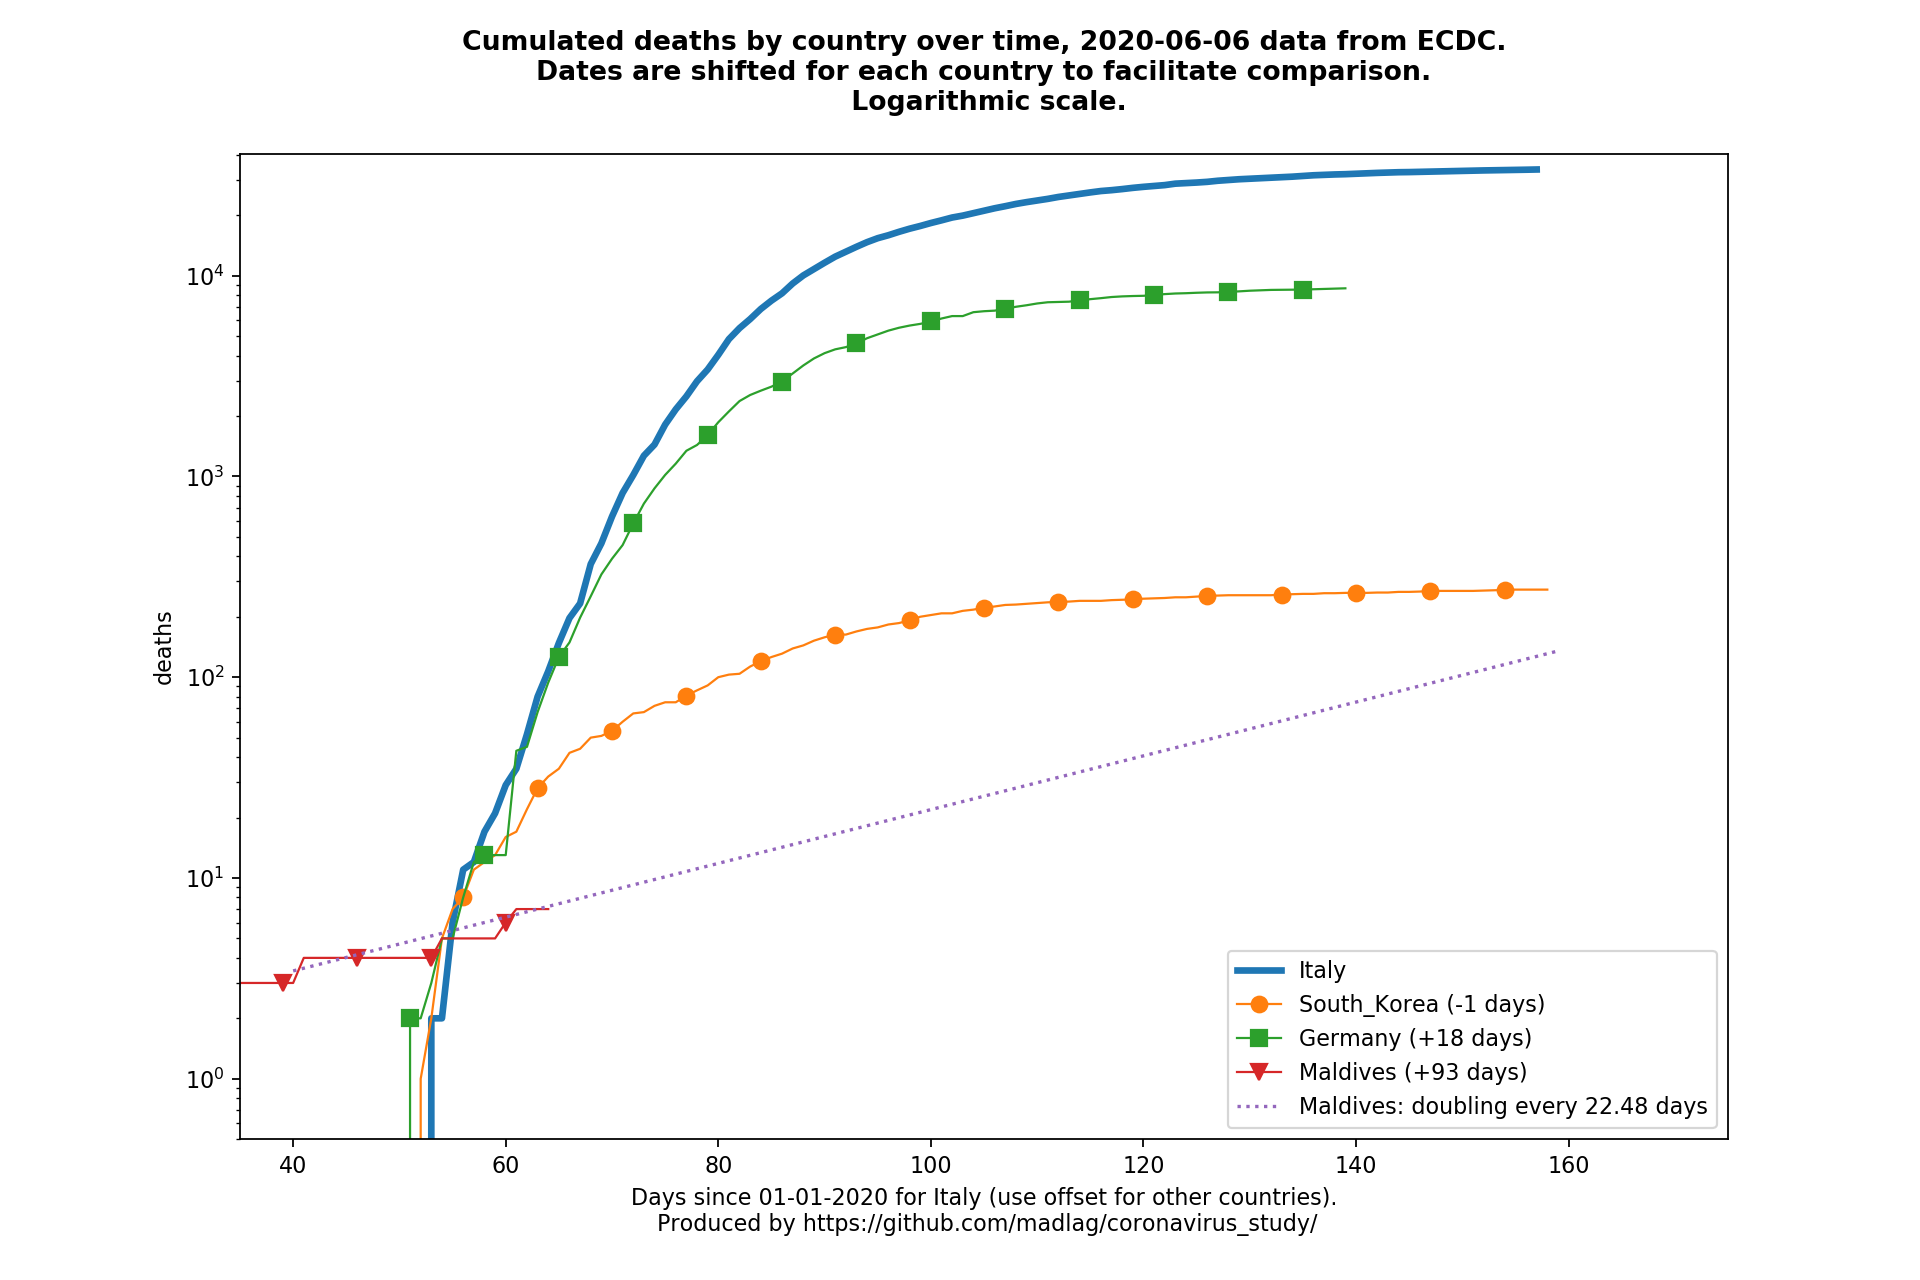 Cumulated deaths by country over time, 2020-06-06 data from ECDC.
Dates are shifted for each country to facilitate comparison.
Logarithmic scale.
deaths
10^4
10^3
10^2
10^1
10^0
Italy
South_Korea (-1 days)
Germany (+18 days)
Maldives (+93 days)
Maldives: doubling every 22.48 days
40 60 80 100 120 140 160
Days since 01-01-2020 for Italy (use offset for other countries).
Produced by https://github.com/madlag/coronavirus_study/